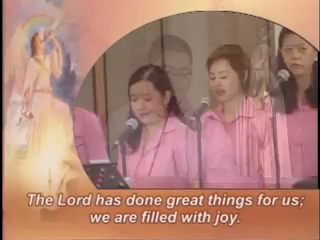 The Lord has done great things for us;
we are filled with joy.